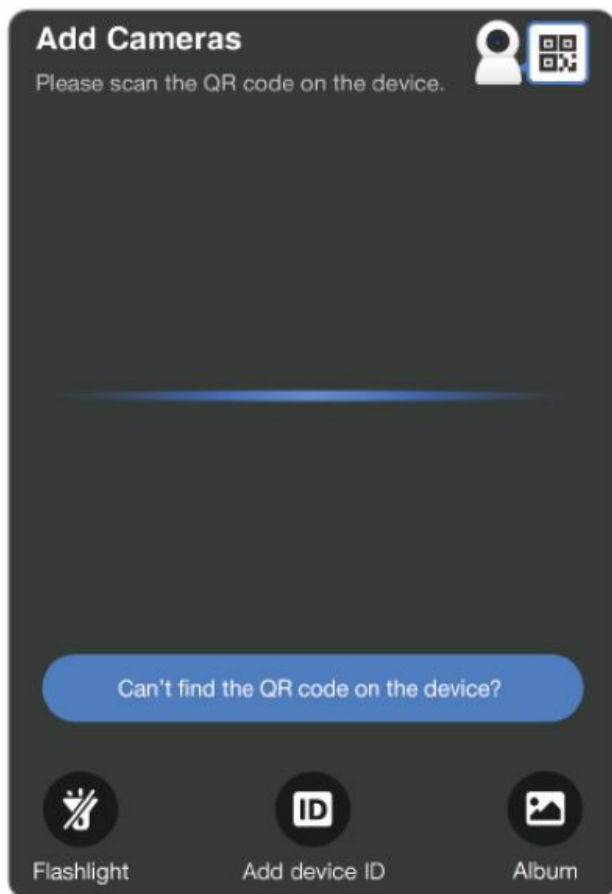 Add Cameras
Please scan the QR code on the device.
Can't find the QR code on the device?
ID
Flashlight
Add device ID
Album